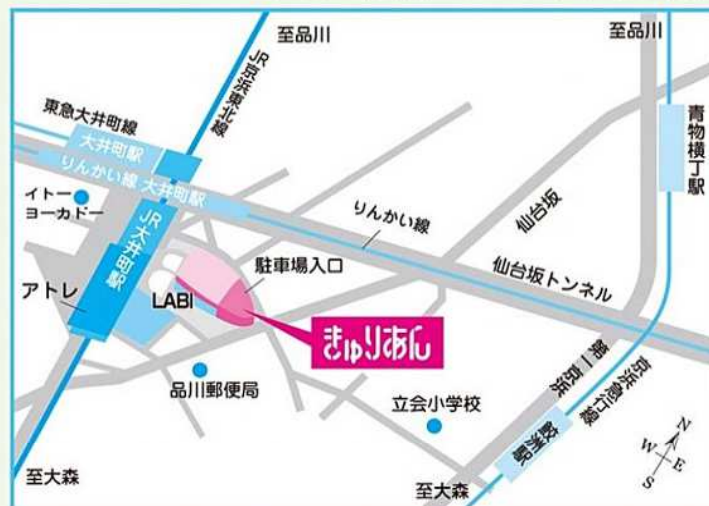 至品川
至品川
JR京浜東北線
東急大井町線
大井町駅
りんかい線 大井町駅
青物横丁駅
イトー
ヨーカドー
JR大井町駅
りんかい線
仙台坂
駐車場入口
仙台坂トンネル
アトレ
LABI
きゅりあん
第一京浜
京浜急行線
品川郵便局
立会小学校
鮫洲駅
N
W
E
S
至大森
至大森